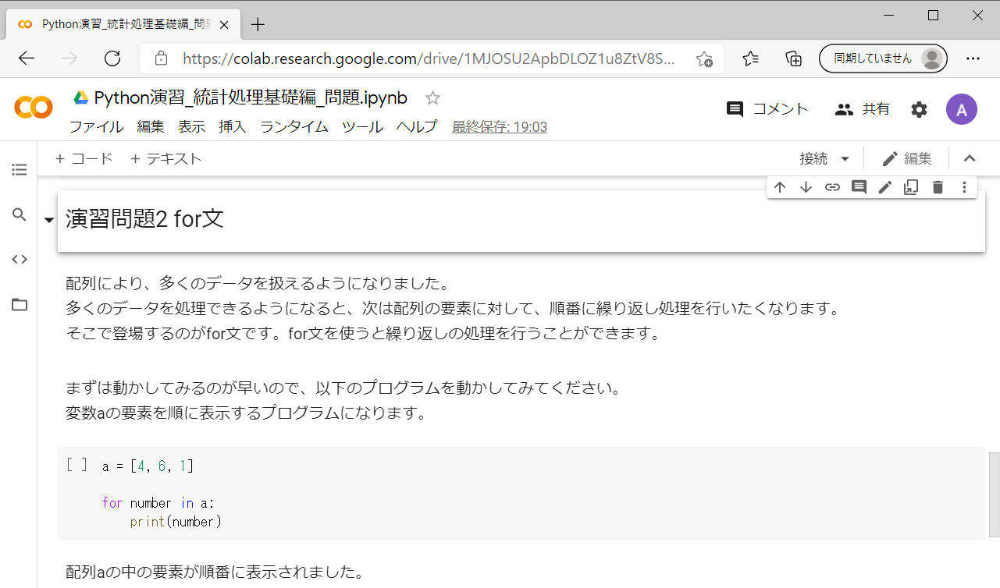 Python演習_統計処理基礎編_問
https://colab.research.google.com/drive/1MJOSU2ApbDLOZ1u8ZtV8S...
同期していません
Python演習_統計処理基礎編_問題.ipynb
コメント
共有
A
ファイル 編集 表示 挿入 ランタイム ツール ヘルプ 最終保存: 19:03
+ コード + テキスト
接続
編集
演習問題2 for文
配列により、多くのデータを扱えるようになりました。
多くのデータを処理できるようになると、次は配列の要素に対して、順番に繰り返し処理を行いたくなります。
そこで登場するのがfor文です。for文を使うと繰り返しの処理を行うことができます。
まずは動かしてみるのが早いので、以下のプログラムを動かしてみてください。
変数aの要素を順に表示するプログラムになります。
[ ] a = [4, 6, 1]
for number in a:
print(number)
配列aの中の要素が順番に表示されました。